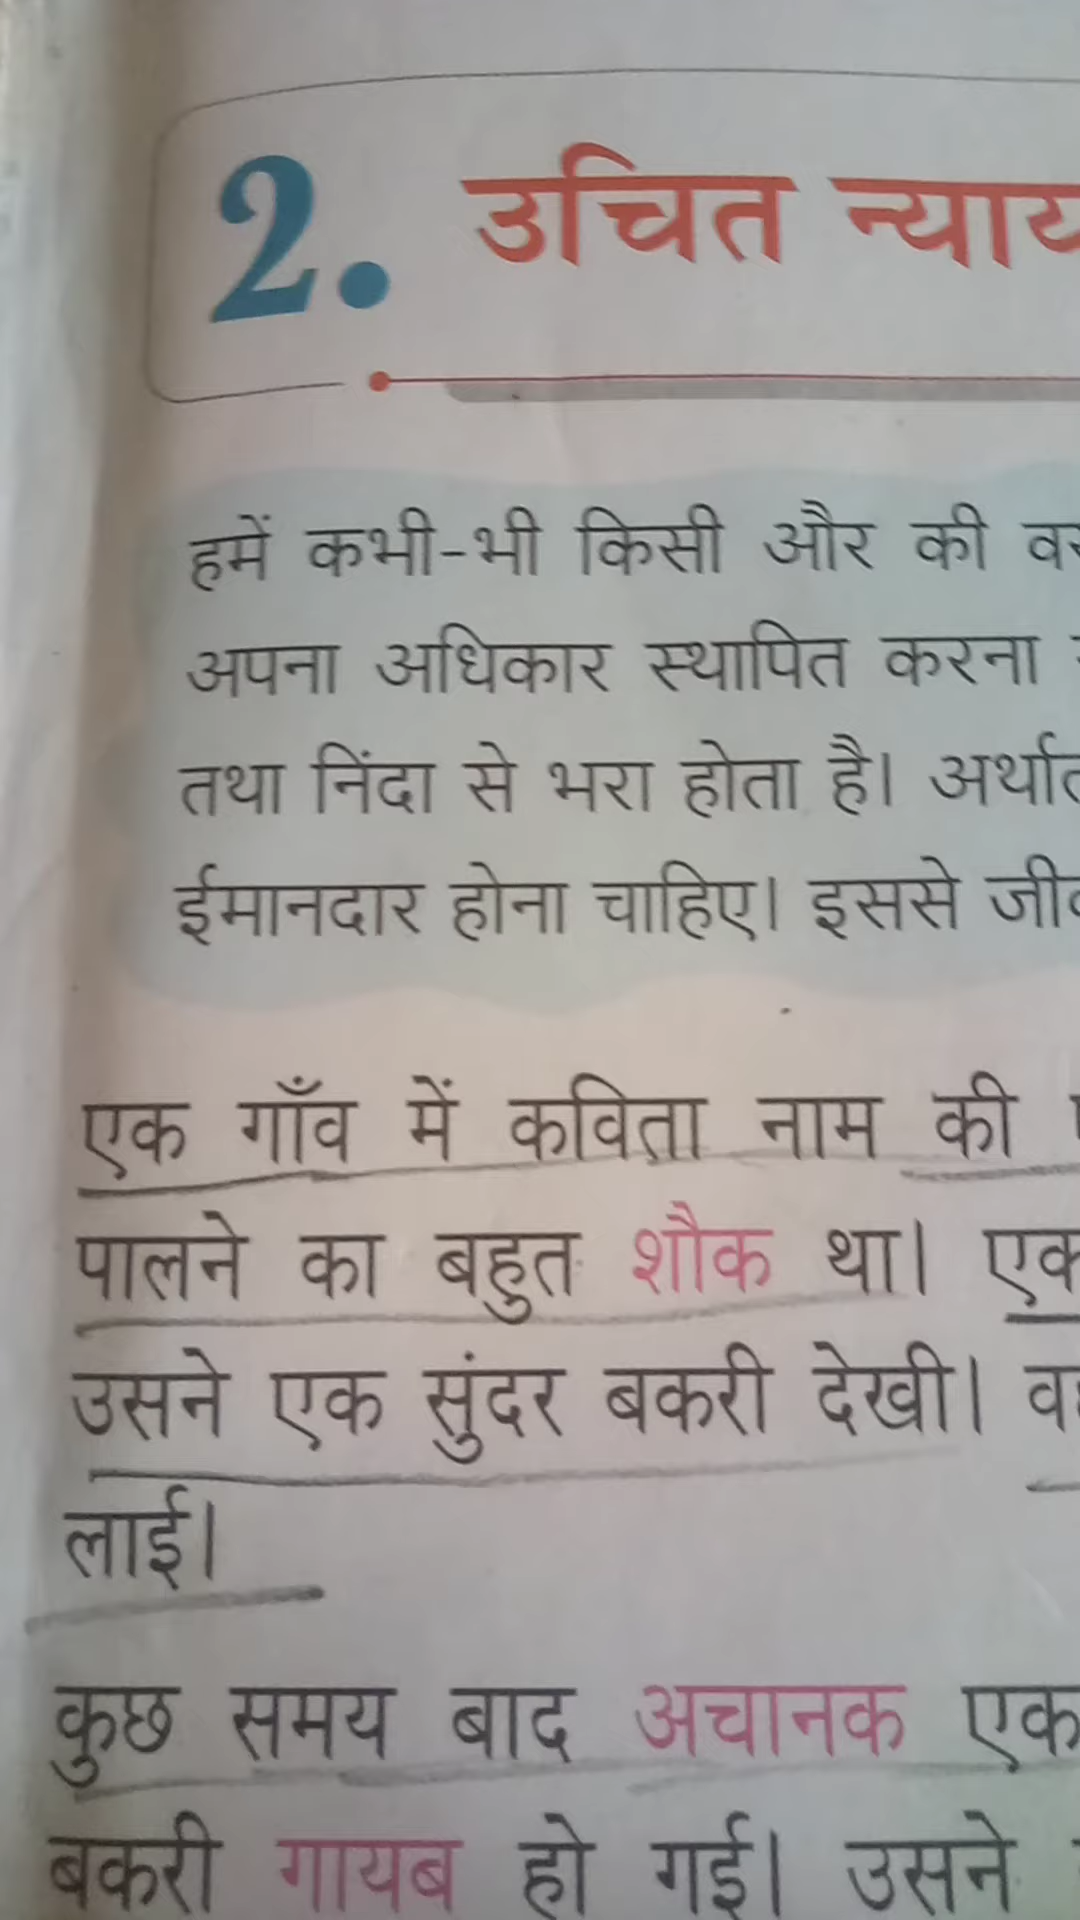 2. उचित न्याय
हमें कभी-भी किसी और की
अपना अधिकार स्थापित करना
तथा निंदा से भरा होता है। अर्थात
ईमानदार होना चाहिए। इससे
एक गाँव में कविता नाम की
पालने का बहुत शौक था। एक
उसने एक सुंदर बकरी देखी।
लाई।
कुछ समय बाद अचानक एक
बकरी गायब हो गई। उसने